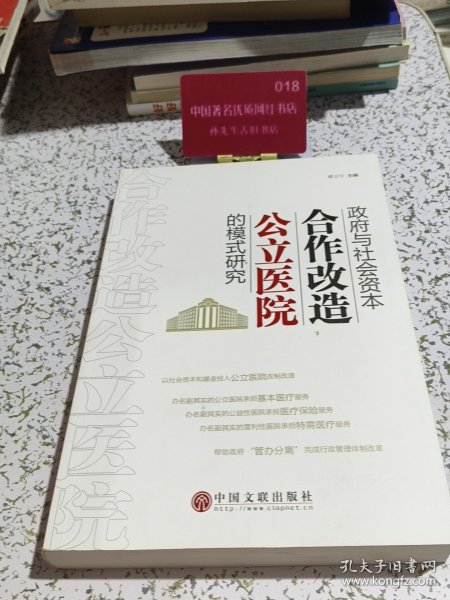 018
中国著名优质网红书店
孙先生古旧书店
主编
政府与社会资本
合作改造
公立医院
的模式研究
合作改造公立医院
以社会资本和基金投入公立医院改制改造
办名副其实的公立医院承担基本医疗服务
办名副其实的公益性医院承担医疗保险服务
办名副其实的营利性医院承担特需医疗服务
帮助政府“管办分离”完成行政管理体制改革
中国文联出版社
http://www.clapnet.cn
孔夫子旧书网
www.kongfz.com